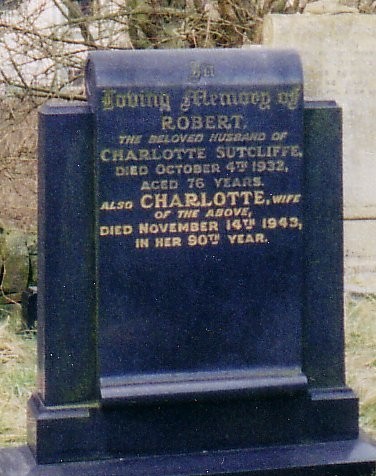 In
Loving Memory of
ROBERT,
THE BELOVED HUSBAND OF
CHARLOTTE SUTCLIFFE,
DIED OCTOBER 4TH 1932,
AGED 76 YEARS.
ALSO CHARLOTTE, WIFE
OF THE ABOVE,
DIED NOVEMBER 14TH 1943,
IN HER 90TH YEAR.